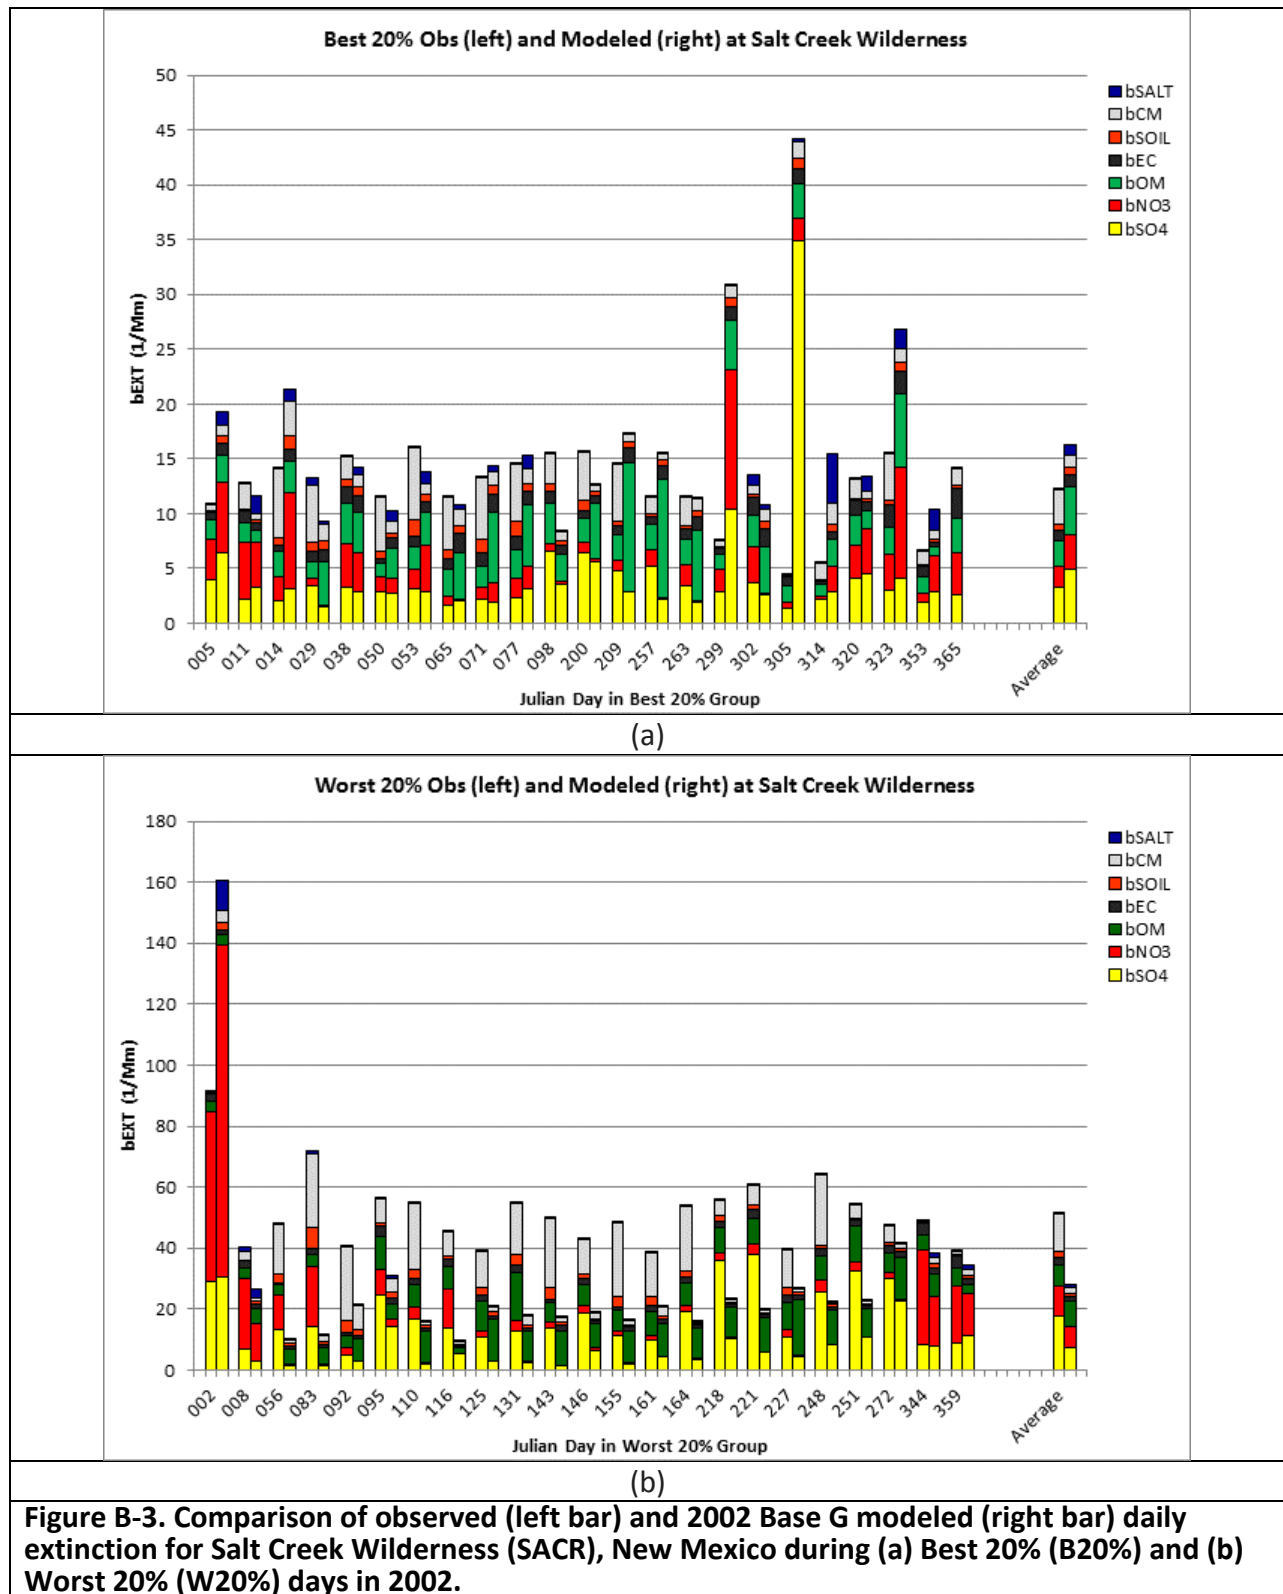 Best 20% Obs (left) and Modeled (right) at Salt Creek Wilderness
50
45
40
35
30
25
20
15
10
5
0
bEXT (1/Mm)
bSALT
bCM
bSOIL
bEC
bOM
bNO3
bSO4
005 011 014 029 038 050 053 065 071 077 098 200 209 257 263 299 302 305 314 320 323 353 365 Average
Julian Day in Best 20% Group
(a)
Worst 20% Obs (left) and Modeled (right) at Salt Creek Wilderness
180
160
140
120
100
80
60
40
20
0
bEXT (1/Mm)
bSALT
bCM
bSOIL
bEC
bOM
bNO3
bSO4
002 008 056 083 092 095 110 116 125 131 143 146 155 161 164 218 221 227 248 251 272 344 359 Average
Julian Day in Worst 20% Group
(b)
Figure B-3. Comparison of observed (left bar) and 2002 Base G modeled (right bar) daily
extinction for Salt Creek Wilderness (SACR), New Mexico during (a) Best 20% (B20%) and (b)
Worst 20% (W20%) days in 2002.